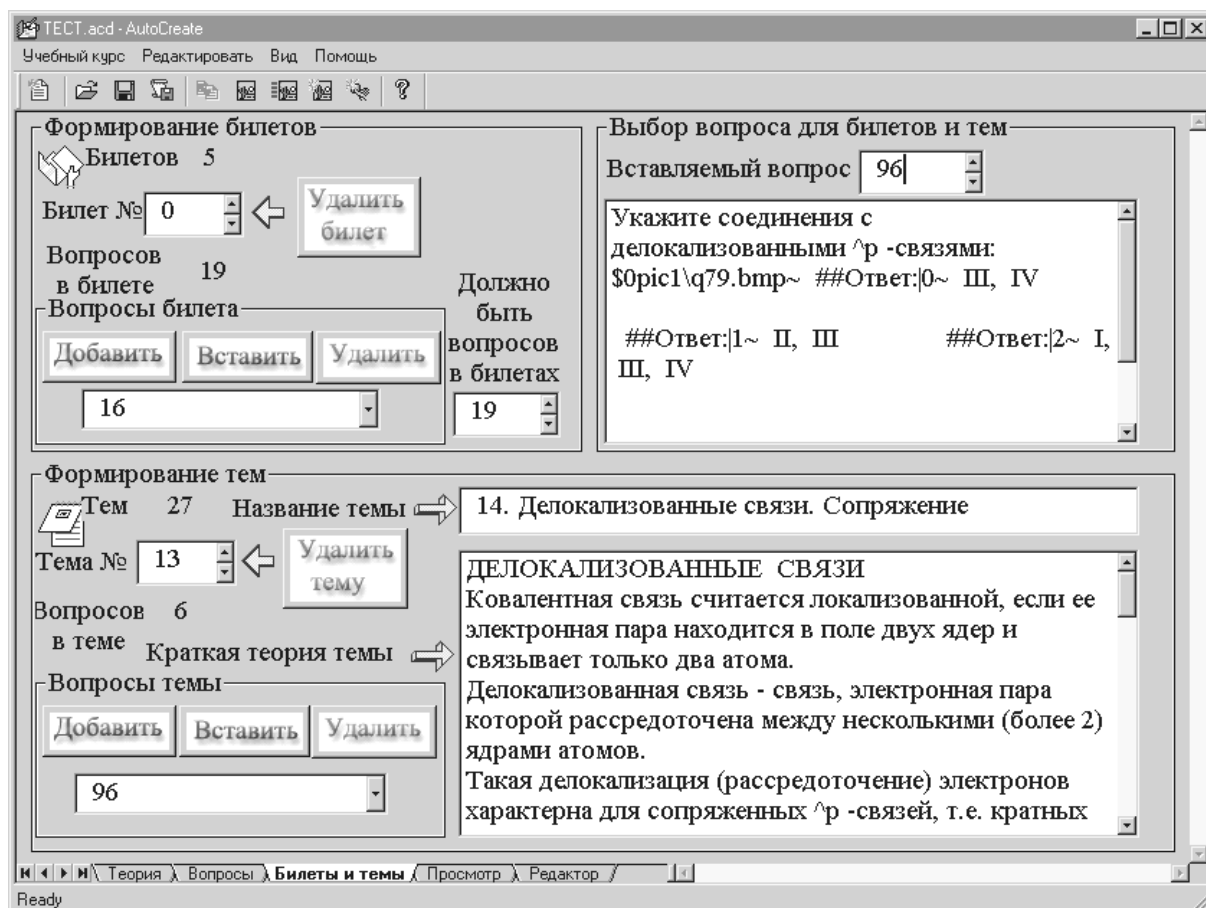 ТЕСТ.acd - AutoCreate
Учебный курс Редактировать Вид Помощь
Формирование билетов
Билетов 5
Билет № 0
Удалить
билет
Вопросов
в билете
19
Вопросы билета
Добавить Вставить Удалить
16
Должно
быть
вопросов
в билетах
19
Выбор вопроса для билетов и тем
Вставляемый вопрос 96
Укажите соединения с
делокализованными ^р -связями:
$0pic1\q79.bmp~ ##Ответ:|0~ III, IV
##Ответ:|1~ II, III ##Ответ:|2~ I,
III, IV
Формирование тем
Тем 27
Название темы
14. Делокализованные связи. Сопряжение
Тема № 13
Удалить
тему
Вопросов 6
в теме
Краткая теория темы
ДЕЛОКАЛИЗОВАННЫЕ СВЯЗИ
Ковалентная связь считается локализованной, если ее
электронная пара находится в поле двух ядер и
связывает только два атома.
Делокализованная связь - связь, электронная пара
которой рассредоточена между несколькими (более 2)
ядрами атомов.
Такая делокализация (рассредоточение) электронов
характерна для сопряженных ^р -связей, т.е. кратных
Вопросы темы
Добавить Вставить Удалить
96
Теория Вопросы Билеты и темы Просмотр Редактор
Ready